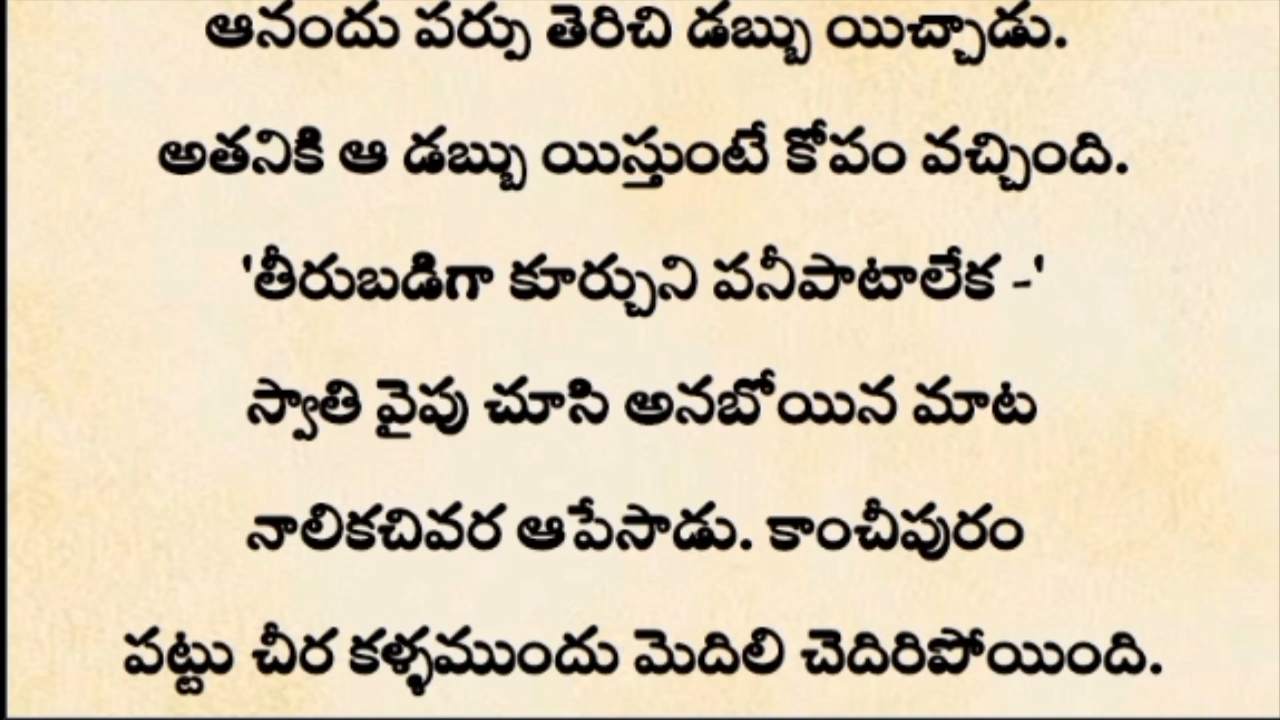 ఆనందు పర్సు తెరిచి డబ్బు యిచ్చాడు.
అతనికి ఆ డబ్బు యిస్తుంటే కోపం వచ్చింది.
'తీరుబడిగా కూర్చుని పనీపాటాలేక -'
స్వాతి వైపు చూసి అనబోయిన మాట
నాలికచివర ఆపేసాడు. కాంచీపురం
పట్టు చీర కళ్ళముందు మెదిలి చెదిరిపోయింది.